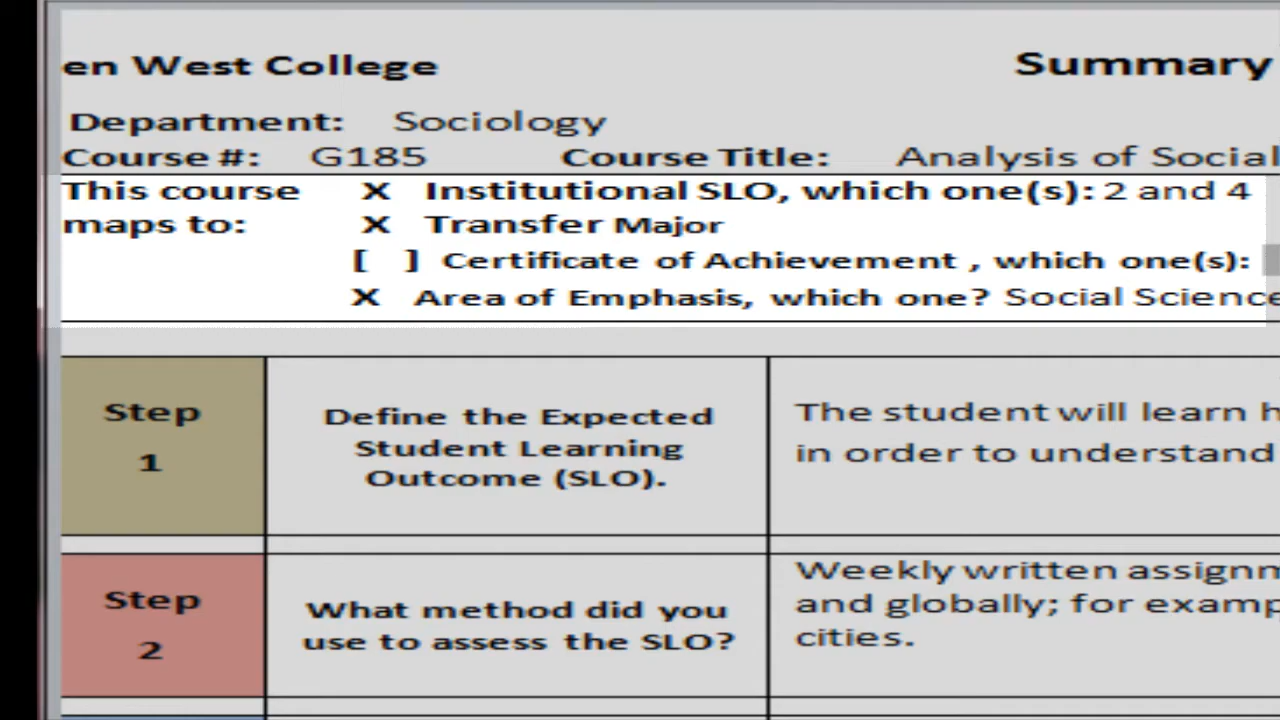 en West College Summary
Department: Sociology
Course #: G185 Course Title: Analysis of Social
This course X Institutional SLO, which one(s): 2 and 4
maps to: X Transfer Major
[ ] Certificate of Achievement , which one(s):
X Area of Emphasis, which one? Social Science
Step
1
Define the Expected
Student Learning
Outcome (SLO).
The student will learn h
in order to understand
Step
2
What method did you
use to assess the SLO?
Weekly written assignm
and globally; for examp
cities.